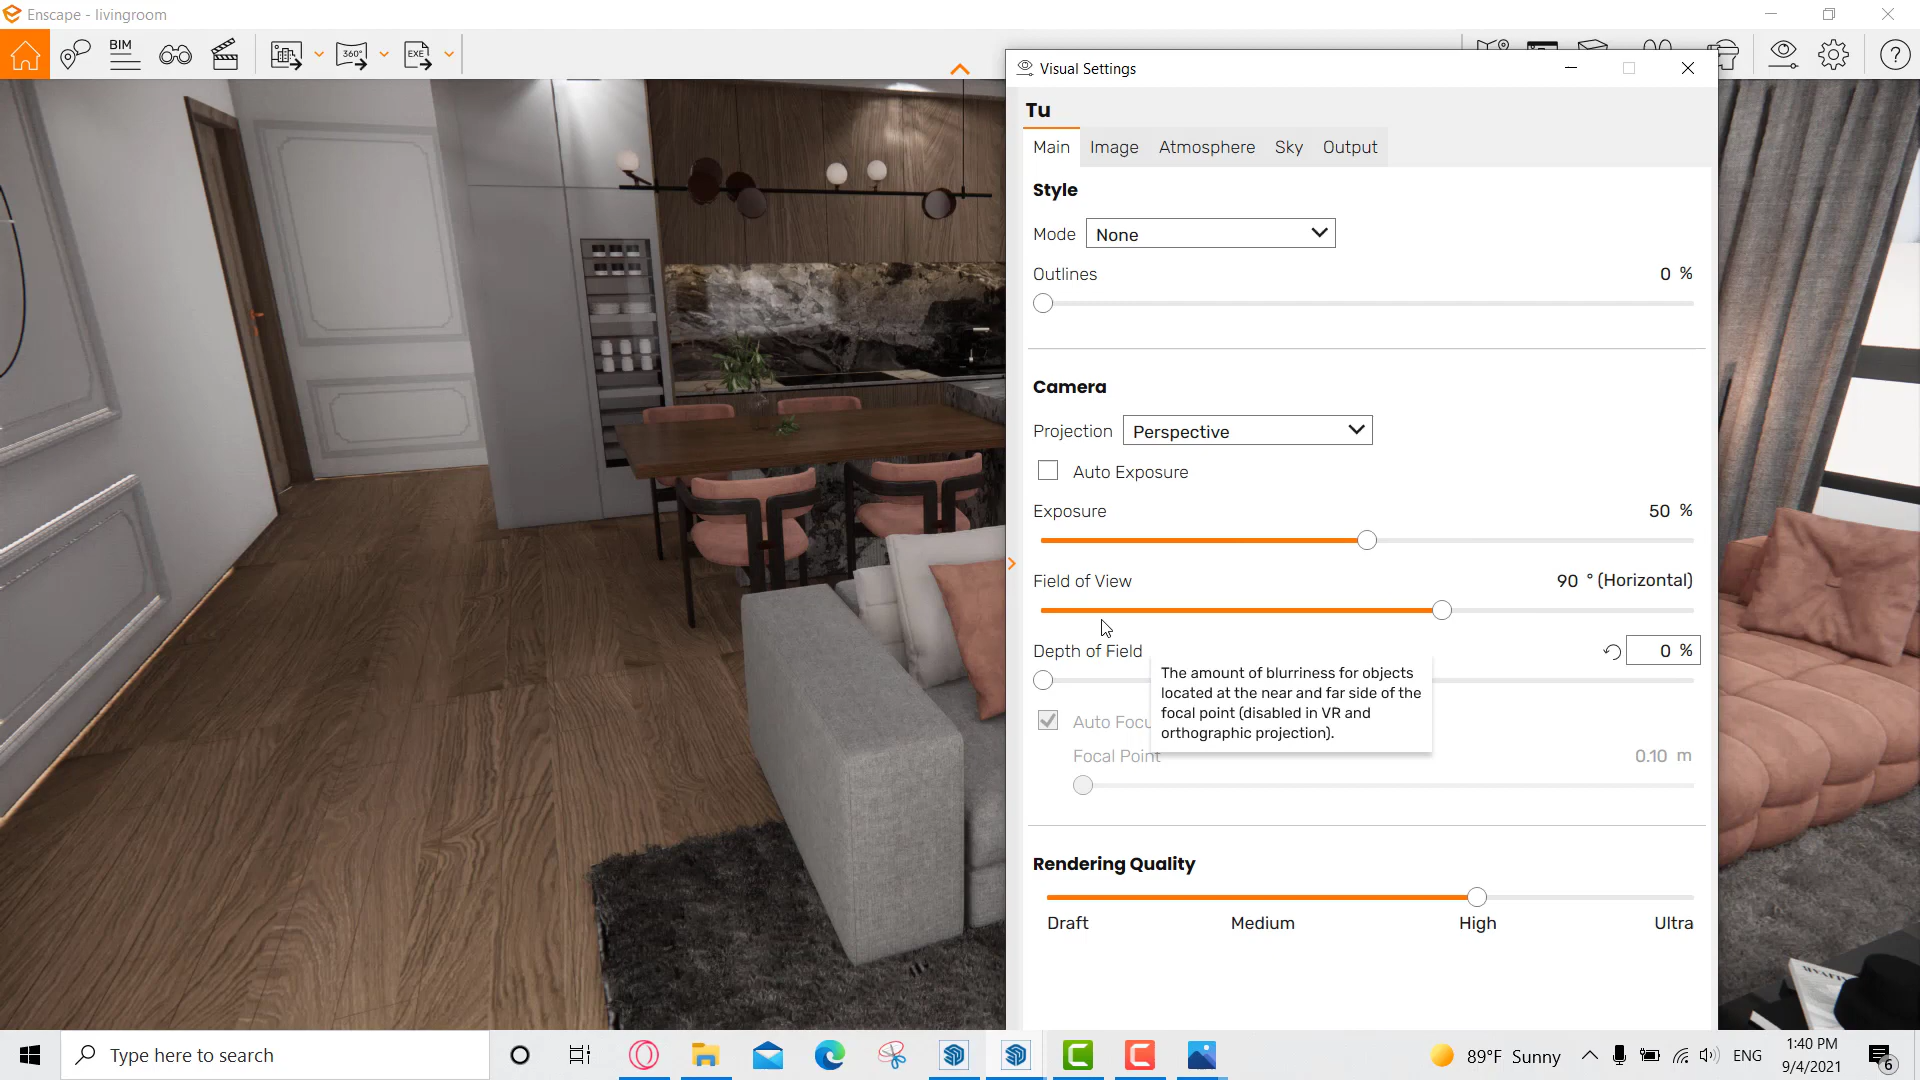 Enscape - livingroom
BIM
360°
EXE
Visual Settings
Tu
Main Image Atmosphere Sky Output
Style
Mode None
Outlines 0 %
Camera
Projection Perspective
Auto Exposure
Exposure 50 %
Field of View 90 ° (Horizontal)
Depth of Field 0 %
The amount of blurriness for objects
located at the near and far side of the
focal point (disabled in VR and
orthographic projection).
Auto Focu
Focal Point 0.10 m
Rendering Quality
Draft Medium High Ultra
Type here to search
89°F Sunny
ENG
1:40 PM
9/4/2021
6